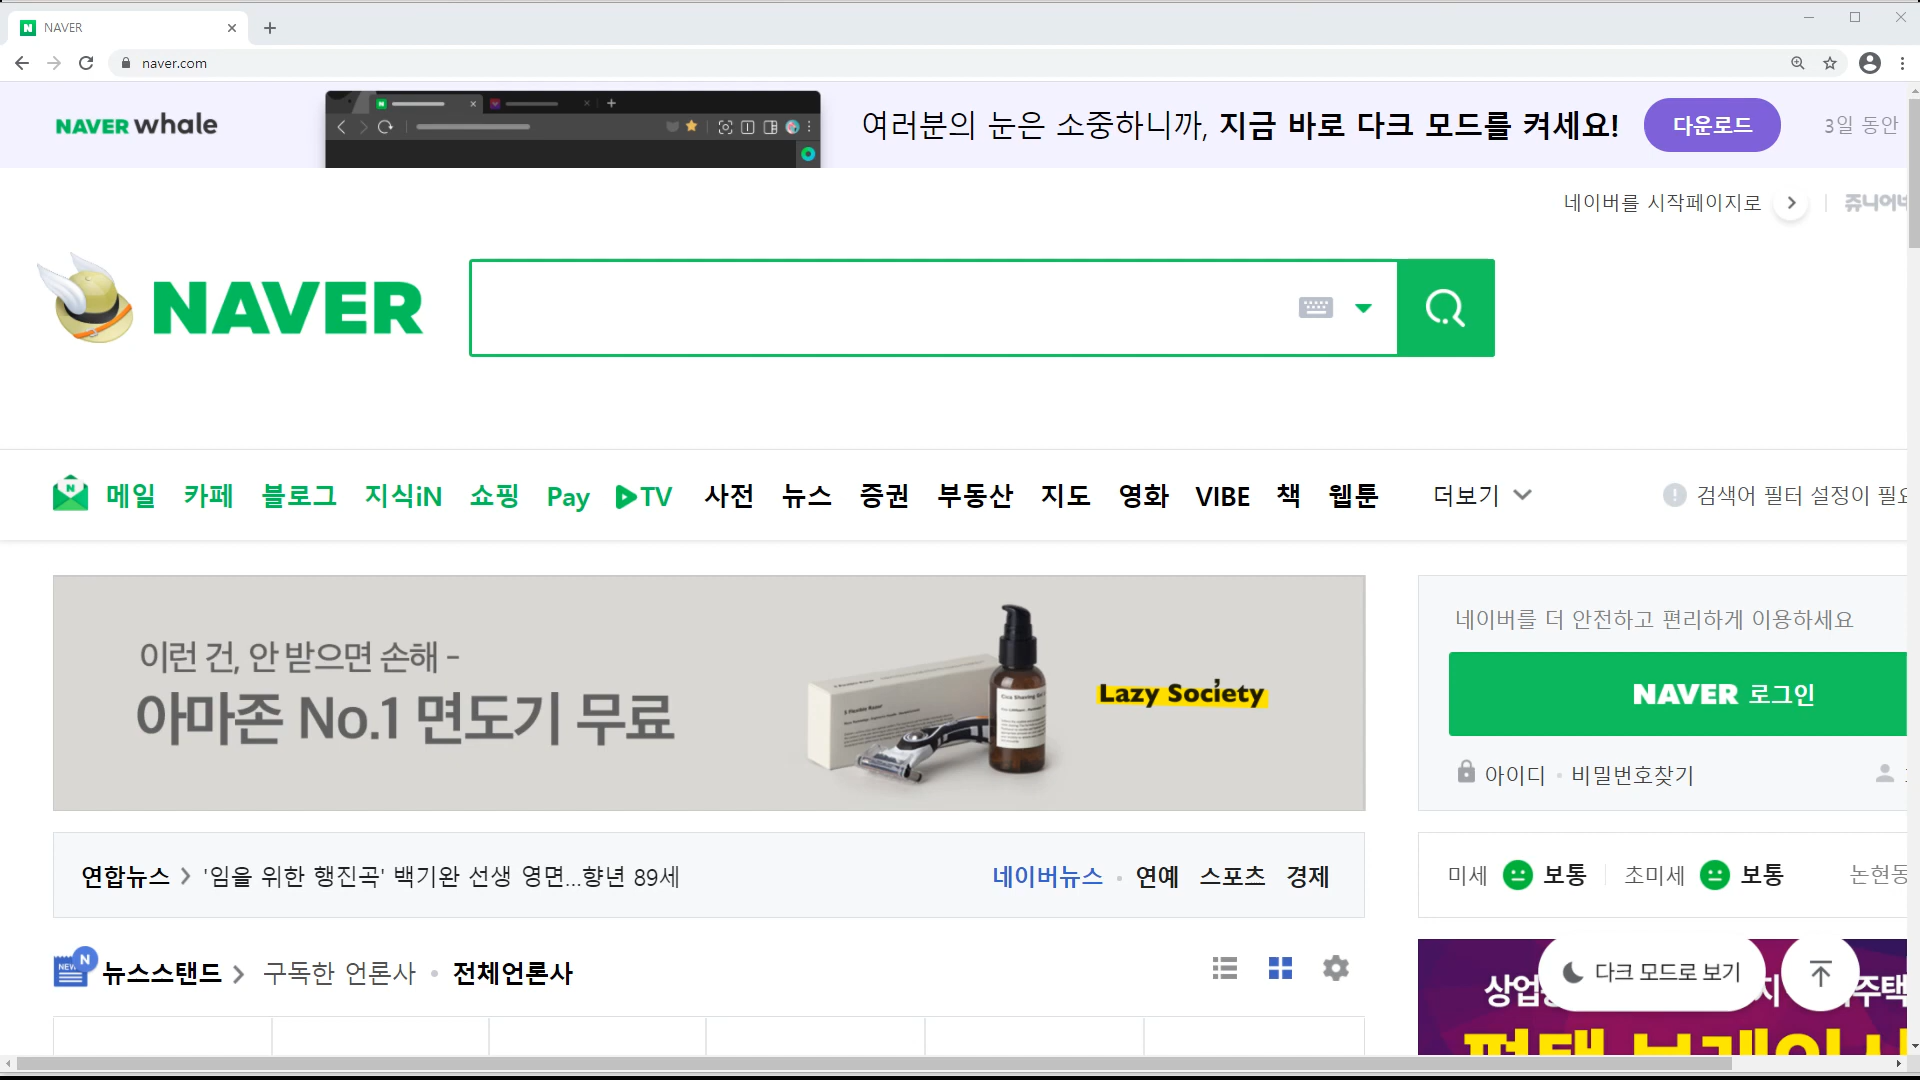 NAVER
naver.com
NAVER whale
여러분의 눈은 소중하니까, 지금 바로 다크 모드를 켜세요!
다운로드
3일 동안
네이버를 시작페이지로
쥬니어네
NAVER
메일 카페 블로그 지식iN 쇼핑 Pay TV 사전 뉴스 증권 부동산 지도 영화 VIBE 책 웹툰 더보기
검색어 필터 설정이 필요
이런 건, 안 받으면 손해 -
아마존 No.1 면도기 무료
Lazy Society
네이버를 더 안전하고 편리하게 이용하세요
NAVER 로그인
아이디 · 비밀번호찾기
연합뉴스 > '임을 위한 행진곡' 백기완 선생 영면...향년 89세
네이버뉴스 · 연예 스포츠 경제
미세 보통 초미세 보통 논현동
뉴스스탠드 > 구독한 언론사 · 전체언론사
다크 모드로 보기